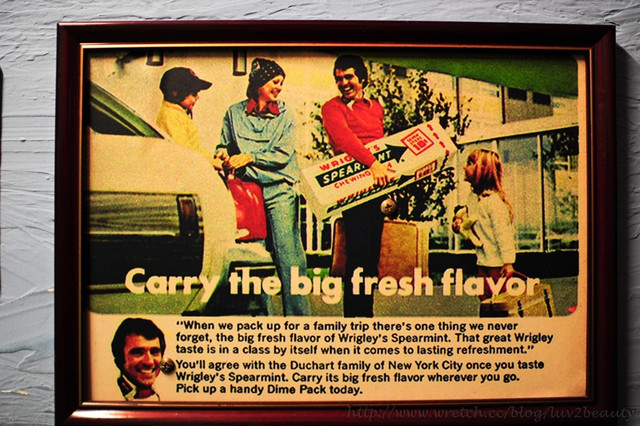 WRIGLEY'S
SPEARMINT
CHEWING
Carry the big fresh flavor
"When we pack up for a family trip there's one thing we never
forget, the big fresh flavor of Wrigley's Spearmint. That great Wrigley
taste is in a class by itself when it comes to lasting refreshment."
You'll agree with the Duchart family of New York City once you taste
Wrigley's Spearmint. Carry its big fresh flavor wherever you go.
Pick up a handy Dime Pack today.
http://www.wretch.cc/blog/luv2beauty